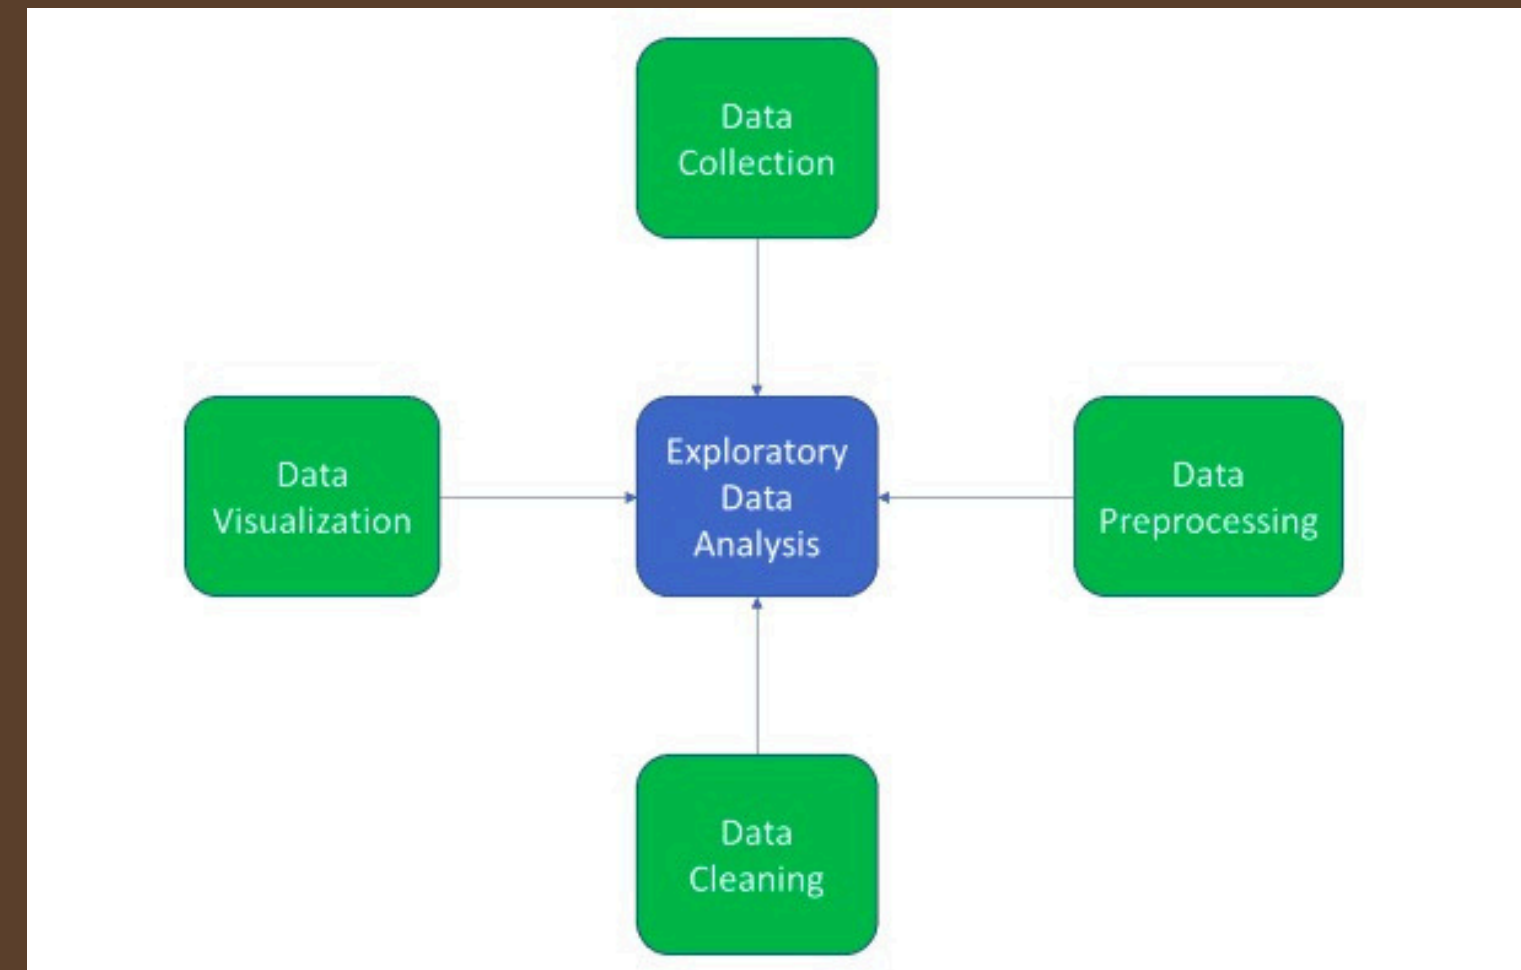 Data
Collection
Data
Visualization
Exploratory
Data
Analysis
Data
Preprocessing
Data
Cleaning